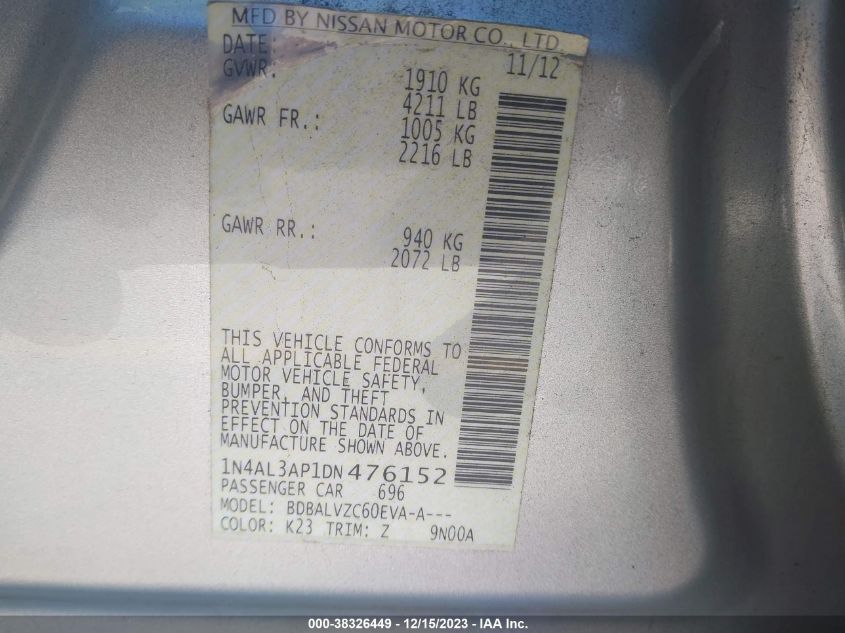 MFD BY NISSAN MOTOR CO., LTD.
DATE: 11/12
GVWR: 1910 KG
4211 LB
GAWR FR.: 1005 KG
2216 LB
GAWR RR.: 940 KG
2072 LB
THIS VEHICLE CONFORMS TO
ALL APPLICABLE FEDERAL
MOTOR VEHICLE SAFETY,
BUMPER, AND THEFT
PREVENTION STANDARDS IN
EFFECT ON THE DATE OF
MANUFACTURE SHOWN ABOVE.
1N4AL3AP1DN476152
PASSENGER CAR 696
MODEL: BDBALVZC60EVA-A---
COLOR: K23 TRIM: Z 9N00A
000-38326449 - 12/15/2023 - IAA Inc.